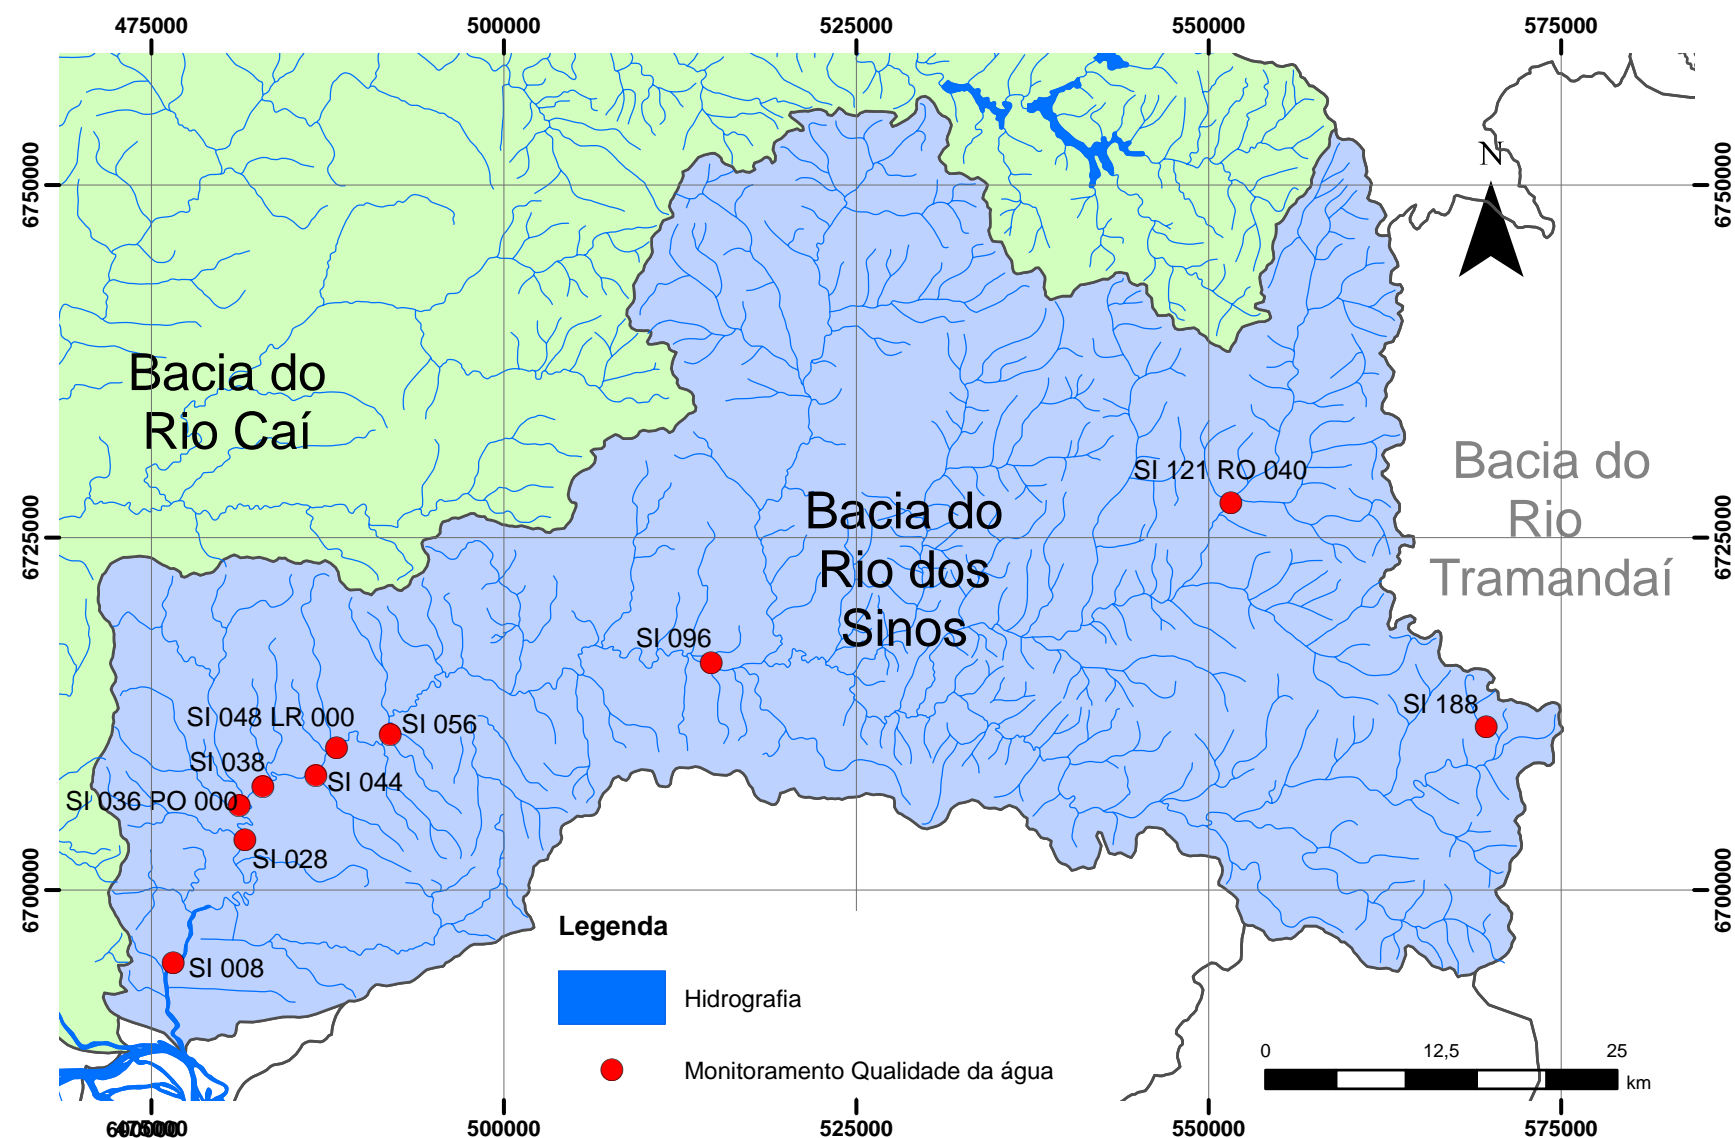 475000
500000
525000
550000
575000
N
6750000
6750000
Bacia do
Rio Caí
SI 121 RO 040
Bacia do
Rio
Tramandaí
Bacia do
Rio dos
Sinos
6725000
6725000
SI 096
SI 188
SI 048 LR 000
SI 056
SI 038
SI 044
SI 036 PO 000
SI 028
6700000
6700000
Legenda
SI 008
Hidrografia
Monitoramento Qualidade da água
0
12,5
25
km
475000
500000
525000
550000
575000